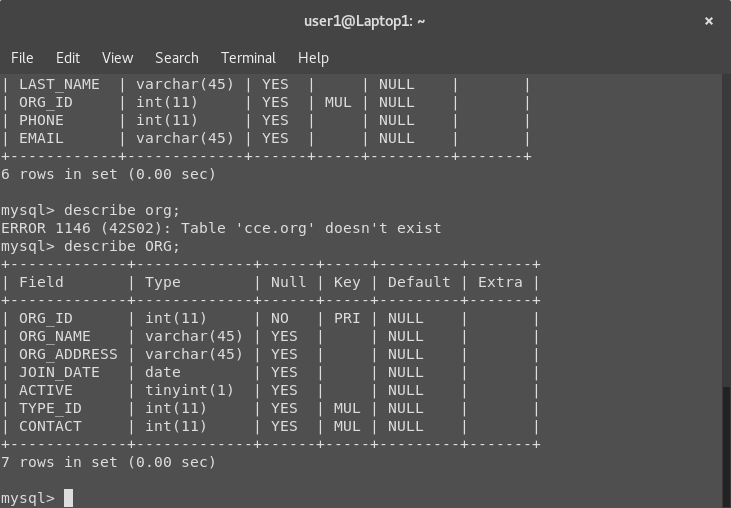 user1@Laptop1: ~ ×
File Edit View Search Terminal Help
| LAST_NAME  | varchar(45) | YES  |     | NULL    |       |
| ORG_ID     | int(11)     | YES  | MUL | NULL    |       |
| PHONE      | int(11)     | YES  |     | NULL    |       |
| EMAIL      | varchar(45) | YES  |     | NULL    |       |
+------------+-------------+------+-----+---------+-------+
6 rows in set (0.00 sec)
mysql> describe org;
ERROR 1146 (42S02): Table 'cce.org' doesn't exist
mysql> describe ORG;
+-------------+-------------+------+-----+---------+-------+
| Field       | Type        | Null | Key | Default | Extra |
+-------------+-------------+------+-----+---------+-------+
| ORG_ID      | int(11)     | NO   | PRI | NULL    |       |
| ORG_NAME    | varchar(45) | YES  |     | NULL    |       |
| ORG_ADDRESS | varchar(45) | YES  |     | NULL    |       |
| JOIN_DATE   | date        | YES  |     | NULL    |       |
| ACTIVE      | tinyint(1)  | YES  |     | NULL    |       |
| TYPE_ID     | int(11)     | YES  | MUL | NULL    |       |
| CONTACT     | int(11)     | YES  | MUL | NULL    |       |
+-------------+-------------+------+-----+---------+-------+
7 rows in set (0.00 sec)
mysql>